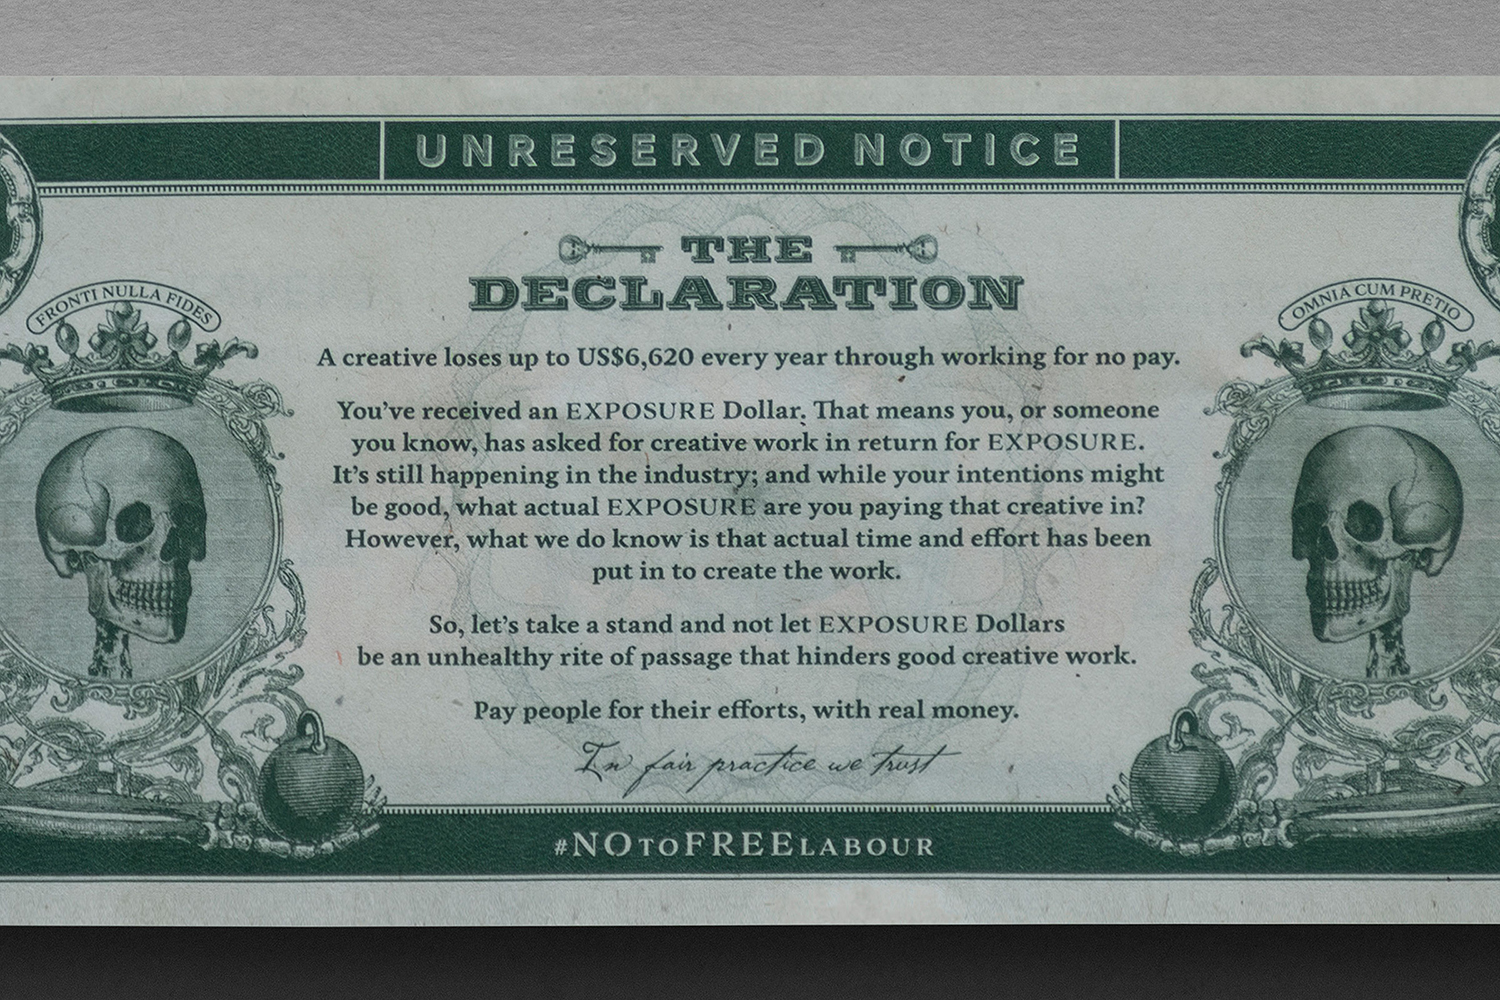 UNRESERVED NOTICE
THE
DECLARATION
FRONTI NULLA FIDES
OMNIA CUM PRETIO
A creative loses up to US$6,620 every year through working for no pay.
You've received an EXPOSURE Dollar. That means you, or someone
you know, has asked for creative work in return for EXPOSURE.
It's still happening in the industry; and while your intentions might
be good, what actual EXPOSURE are you paying that creative in?
However, what we do know is that actual time and effort has been
put in to create the work.
So, let's take a stand and not let EXPOSURE Dollars
be an unhealthy rite of passage that hinders good creative work.
Pay people for their efforts, with real money.
In fair practice we trust
#NOTOFREELABOUR